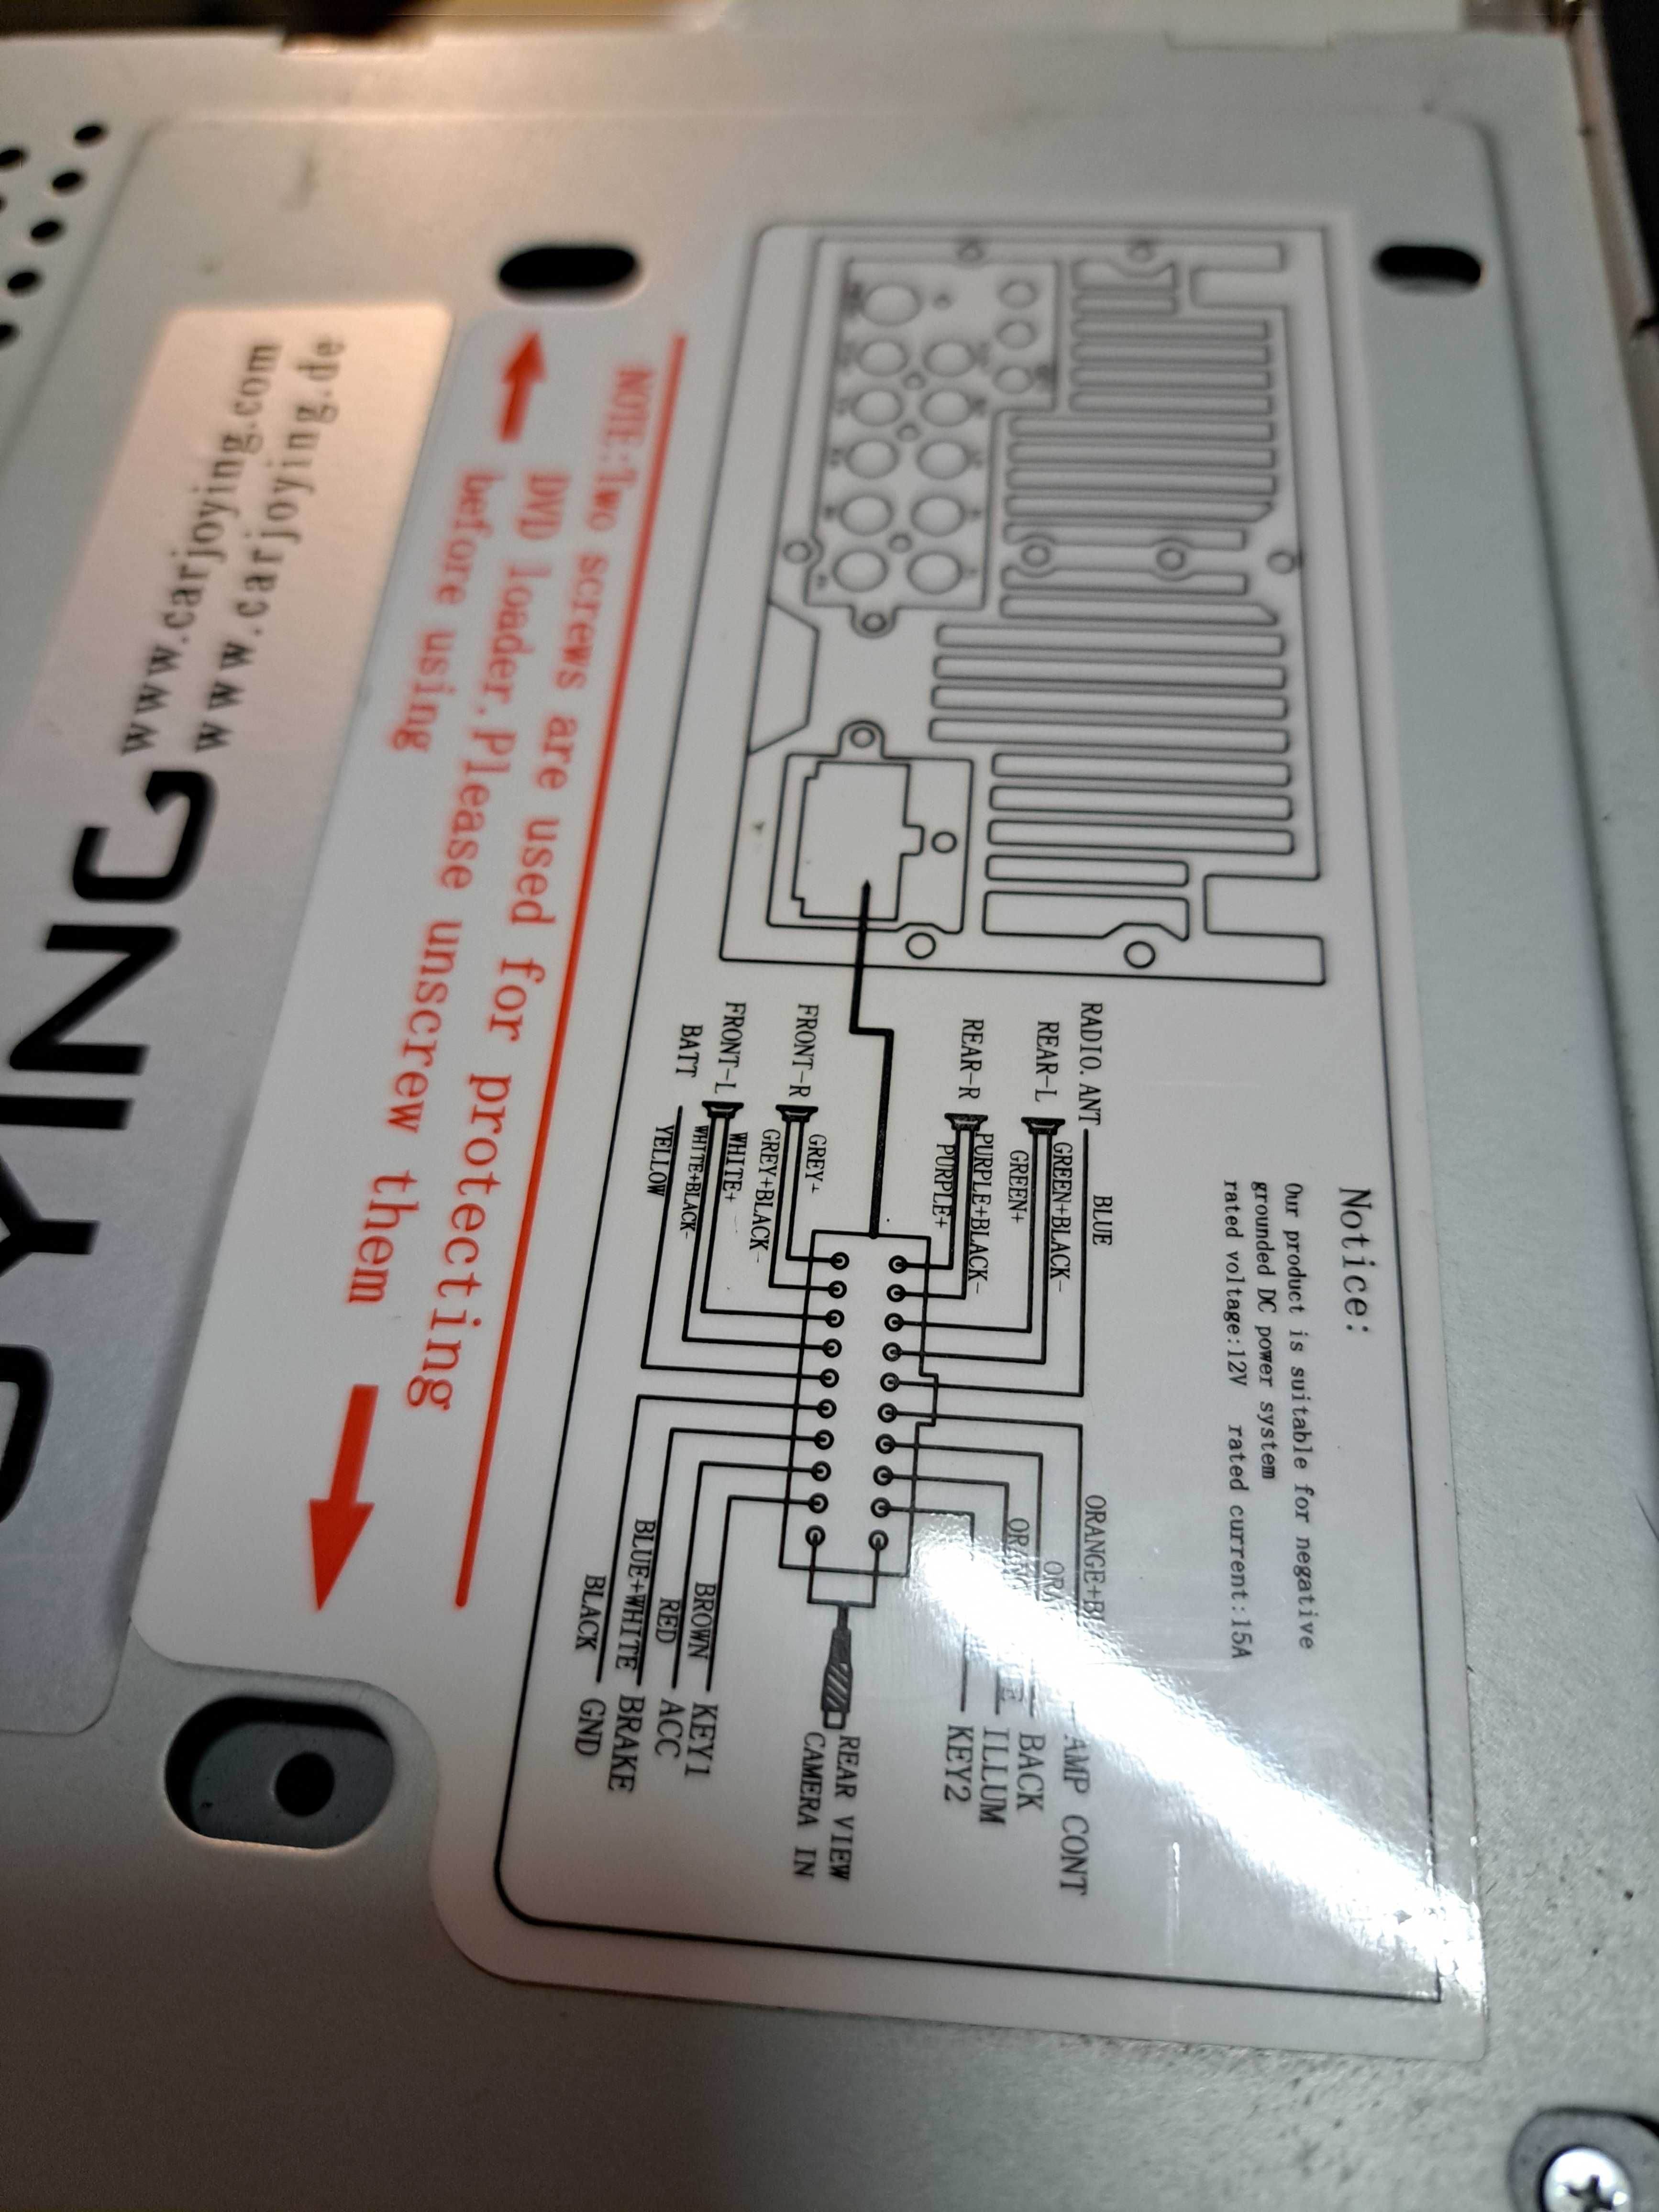 Notice:
Our product is suitable for negative
grounded DC power system
rated voltage:12V rated current:15A
RADIO.ANT
BLUE
REAR-L
GREEN+BLACK-
GREEN+
REAR-R
PURPLE+BLACK-
PURPLE+
FRONT-R
GREY+
GREY+BLACK-
FRONT-L
WHITE+
WHITE+BLACK-
BATT
YELLOW
AMP CONT
BACK
ILLUM
KEY2
REAR VIEW
CAMERA IN
BROWN
KEY1
RED
ACC
BLUE+WHITE
BRAKE
BLACK
GND
NOTE:Two screws are used for protecting
DVD loader.Please unscrew them
before using
www.carjoying.de
www.carjoying.com
YING